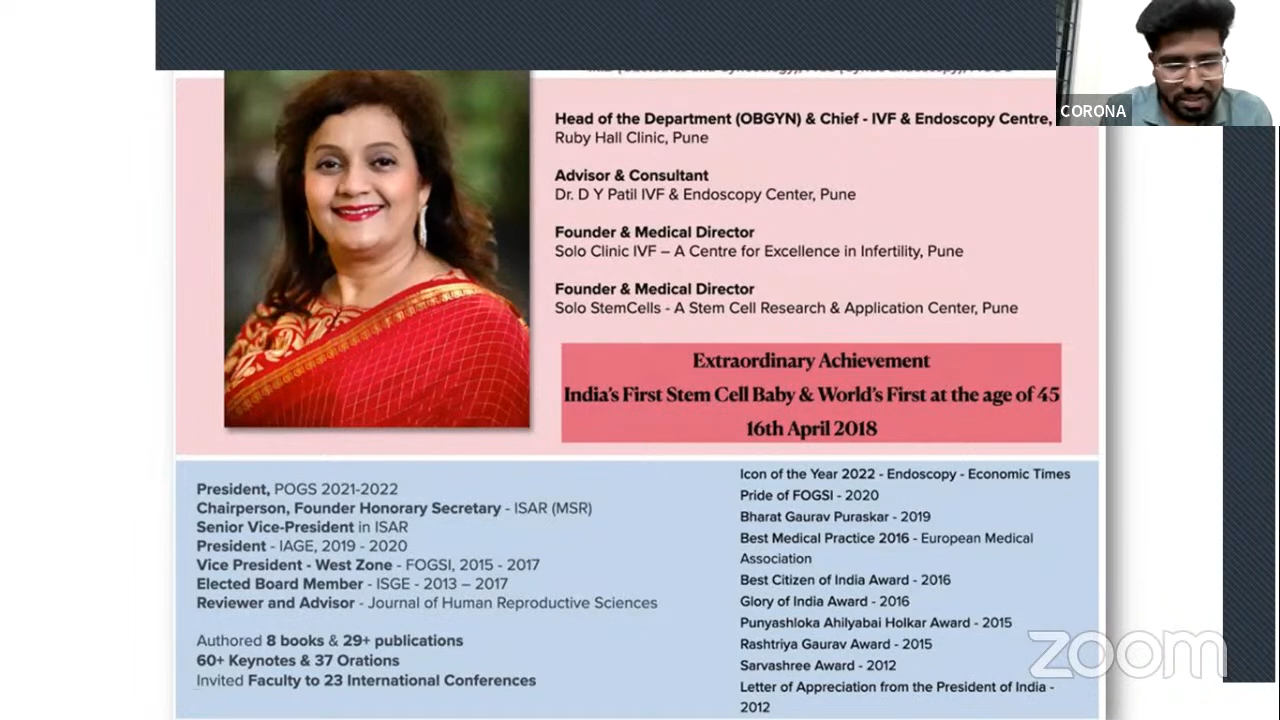 CORONA
Head of the Department (OBGYN) & Chief - IVF & Endoscopy Centre,
Ruby Hall Clinic, Pune
Advisor & Consultant
Dr. D Y Patil IVF & Endoscopy Center, Pune
Founder & Medical Director
Solo Clinic IVF – A Centre for Excellence in Infertility, Pune
Founder & Medical Director
Solo StemCells - A Stem Cell Research & Application Center, Pune
Extraordinary Achievement
India's First Stem Cell Baby & World's First at the age of 45
16th April 2018
President, POGS 2021-2022
Chairperson, Founder Honorary Secretary - ISAR (MSR)
Senior Vice-President in ISAR
President - IAGE, 2019 - 2020
Vice President - West Zone - FOGSI, 2015 - 2017
Elected Board Member - ISGE - 2013 – 2017
Reviewer and Advisor - Journal of Human Reproductive Sciences
Authored 8 books & 29+ publications
60+ Keynotes & 37 Orations
Invited Faculty to 23 International Conferences
Icon of the Year 2022 - Endoscopy - Economic Times
Pride of FOGSI - 2020
Bharat Gaurav Puraskar - 2019
Best Medical Practice 2016 - European Medical
Association
Best Citizen of India Award - 2016
Glory of India Award - 2016
Punyashloka Ahilyabai Holkar Award - 2015
Rashtriya Gaurav Award - 2015
Sarvashree Award - 2012
Letter of Appreciation from the President of India -
2012
zoom